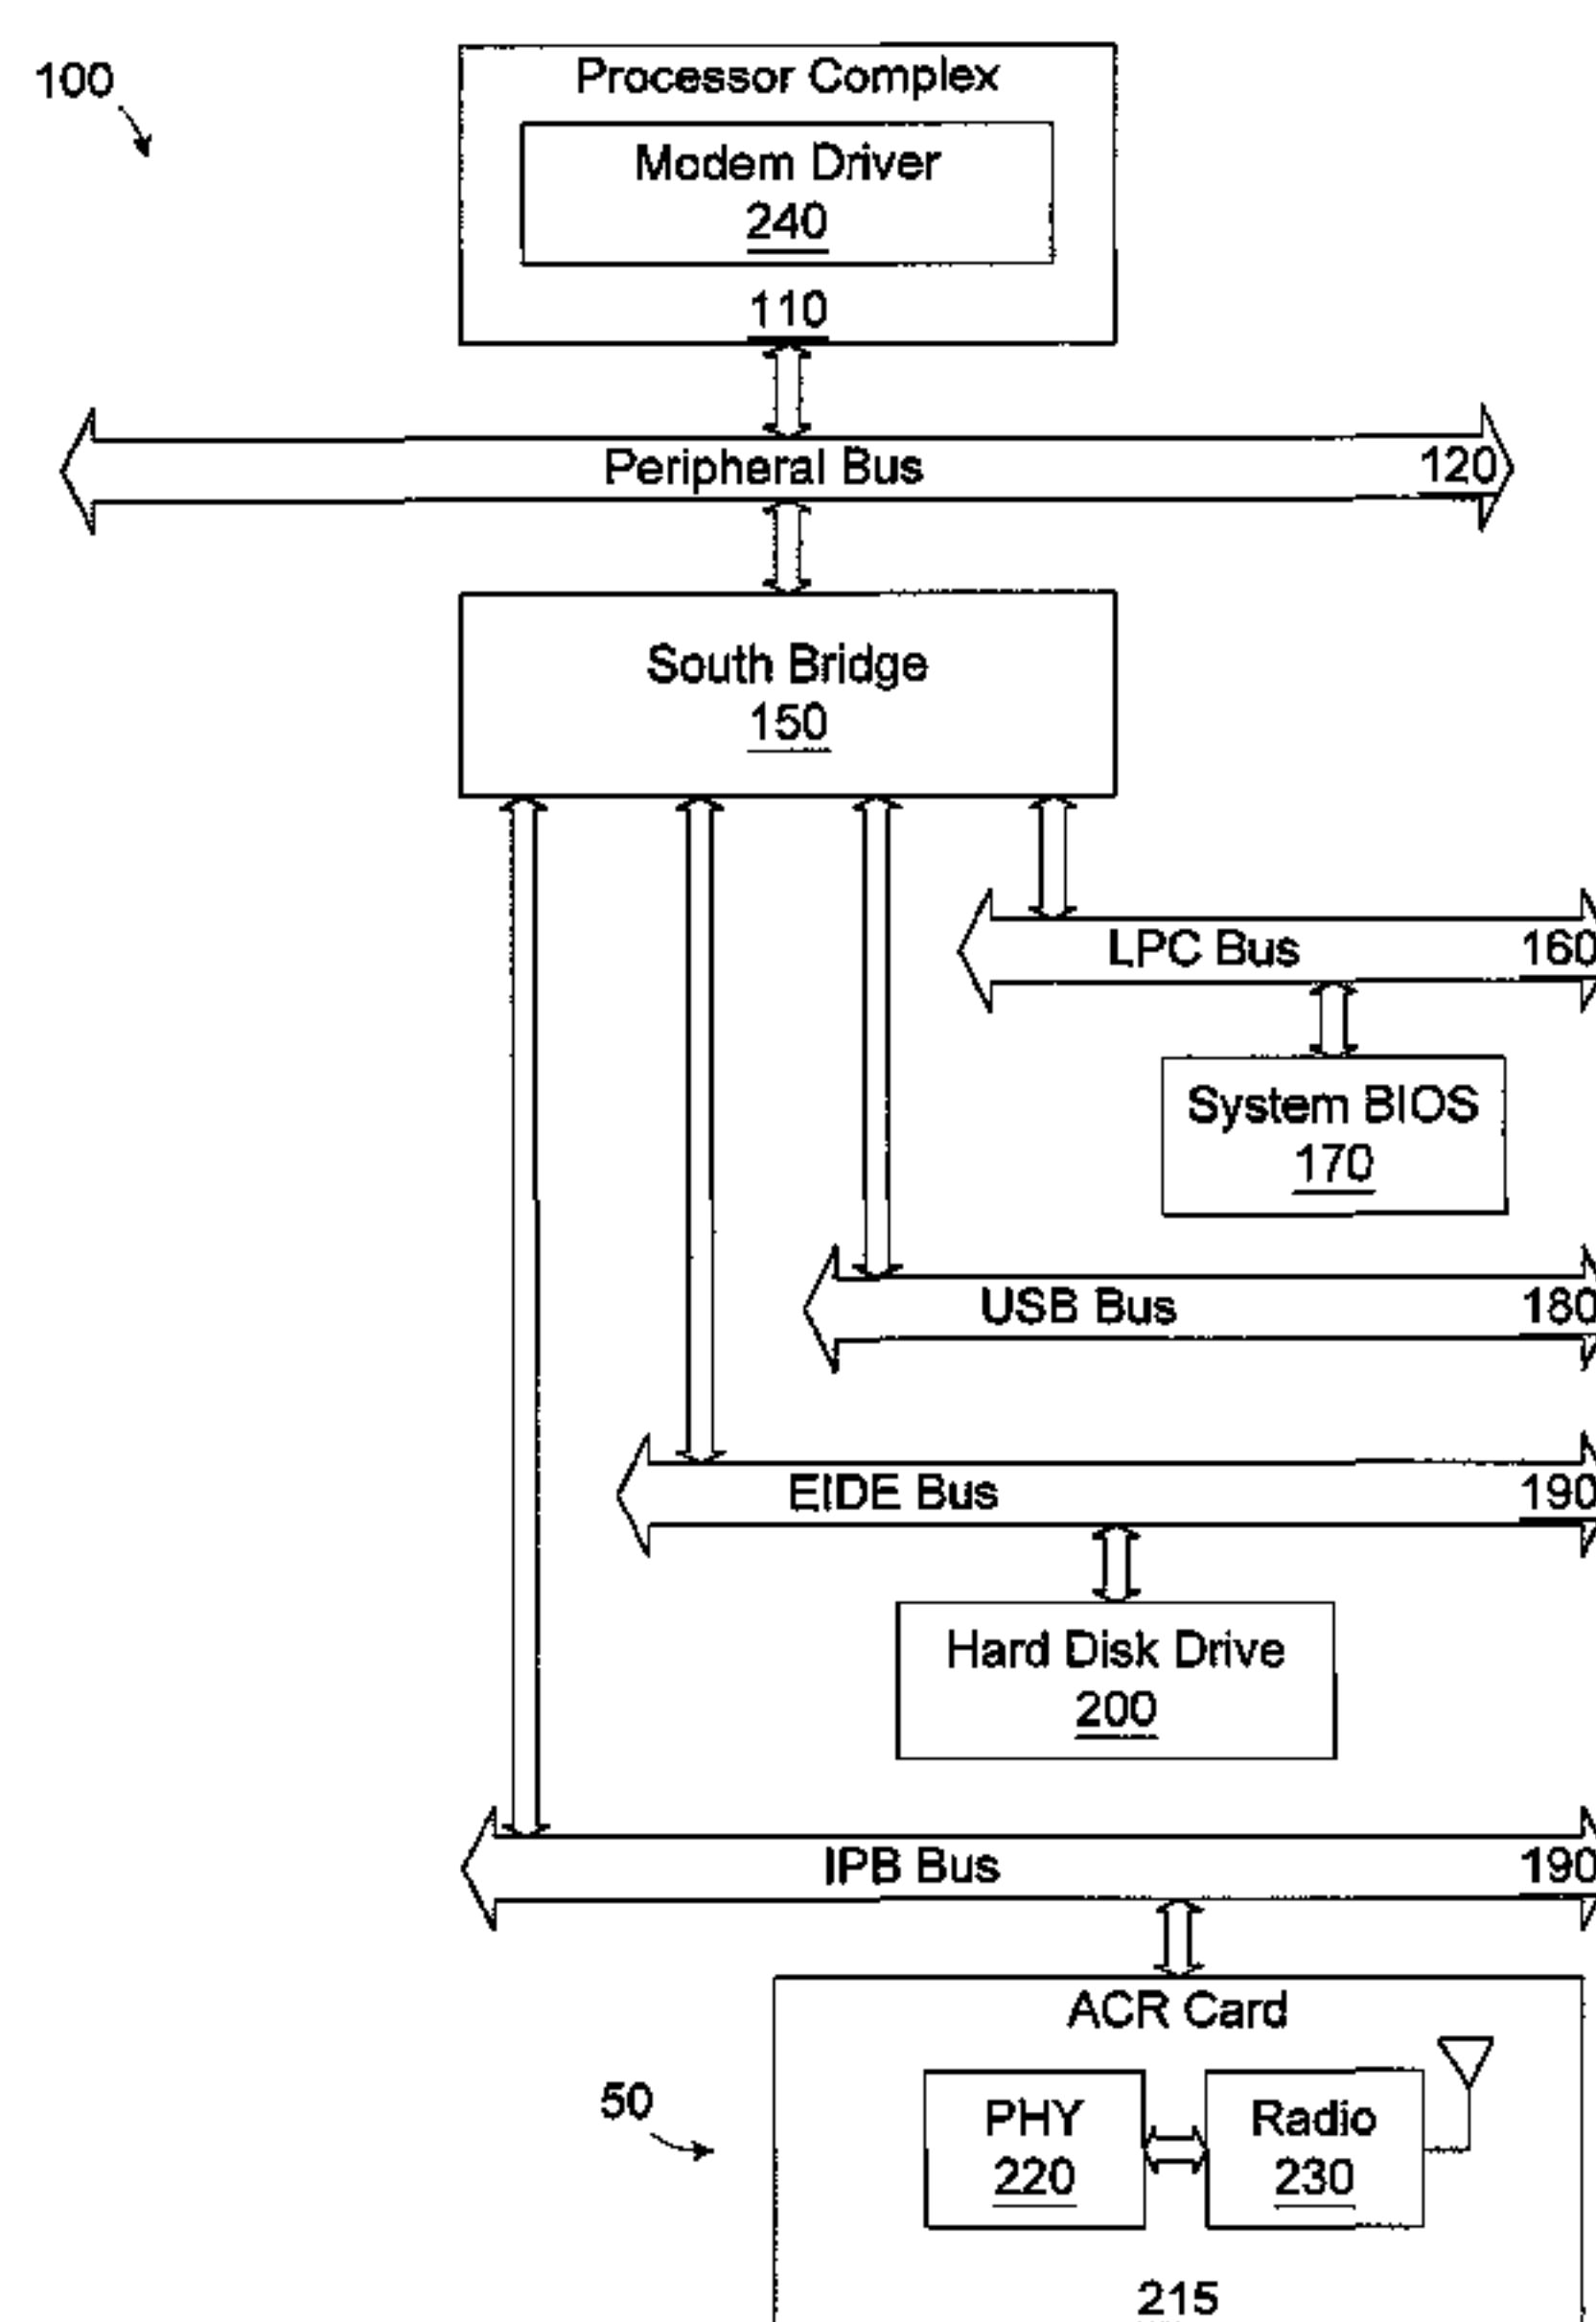 100
Processor Complex
Modem Driver
240
110
Peripheral Bus 120
South Bridge
150
LPC Bus 160
System BIOS
170
USB Bus 180
EIDE Bus 190
Hard Disk Drive
200
IPB Bus 190
ACR Card
50
PHY
220
Radio
230
215